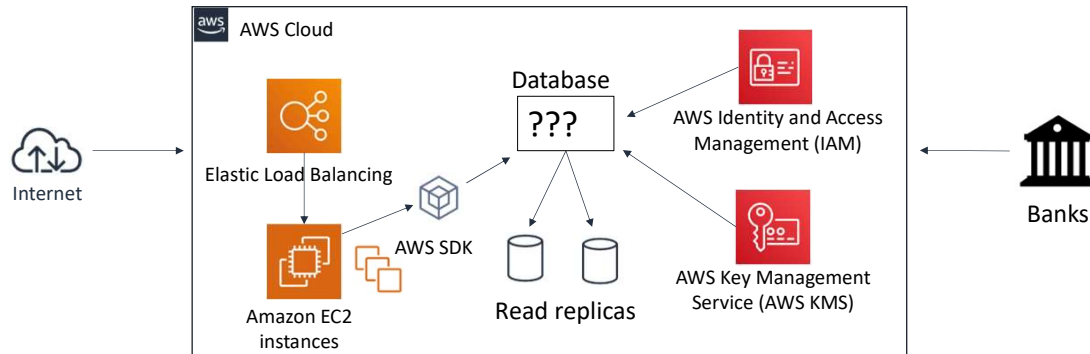 aws
AWS Cloud
Internet
Elastic Load Balancing
Amazon EC2
instances
AWS SDK
Database
???
Read replicas
AWS Identity and Access
Management (IAM)
AWS Key Management
Service (AWS KMS)
Banks